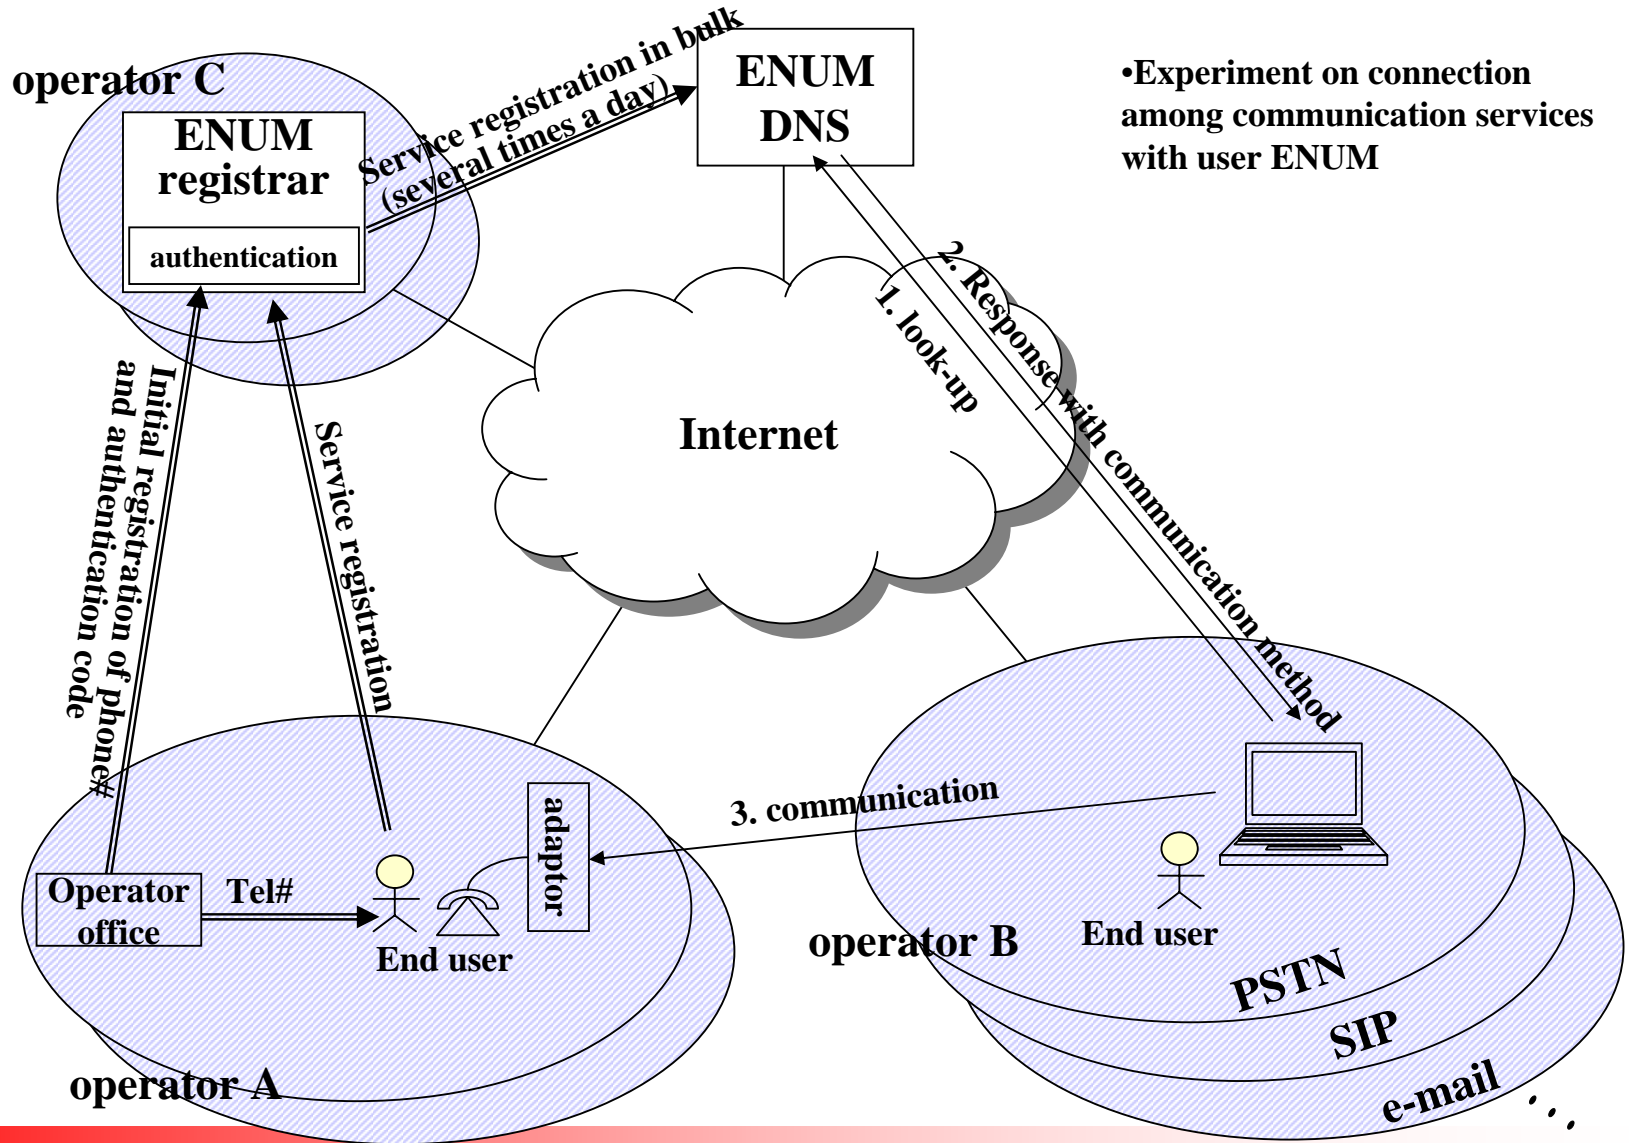 operator C
ENUM
registrar
authentication
Service registration in bulk
(several times a day)
ENUM
DNS
•Experiment on connection
among communication services
with user ENUM
1. look-up
2. Response with communication method
Internet
Initial registration of phone#
and authentication code
Service registration
3. communication
adaptor
Operator
office
Tel#
End user
operator A
operator B
End user
PSTN
SIP
e-mail
...